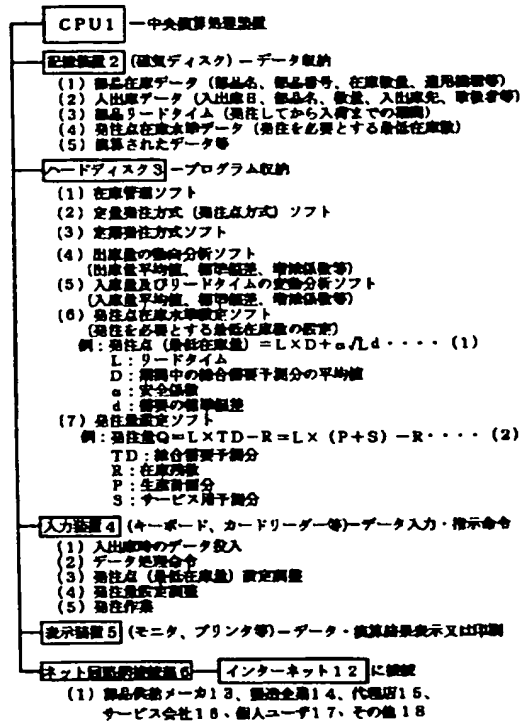 CPU1 ー中央演算処理装置
記憶装置2 (磁気ディスク) ーデータ収納
(1) 部品在庫データ (部品名、部品番号、在庫数量、適用機種等)
(2) 入出庫データ (入出庫日、部品名、数量、入出庫先、取扱者等)
(3) 部品リードタイム (発注してから入荷までの期間)
(4) 発注点在庫水準データ (発注を必要とする最低在庫数)
(5) 演算されたデータ等
ハードディスク3 ープログラム収納
(1) 在庫管理ソフト
(2) 定量発注方式 (発注点方式) ソフト
(3) 定期発注方式ソフト
(4) 出庫量の動向分析ソフト
(出庫量平均値、標準偏差、増減係数等)
(5) 入庫量及びリードタイムの変動分析ソフト
(入庫量平均値、標準偏差、増減係数等)
(6) 発注点在庫水準設定ソフト
(発注を必要とする最低在庫数の設定)
例:発注点 (最低在庫量) =L×D+α√Ld・・・・ (1)
L:リードタイム
D:期間中の総合需要予測分の平均値
α:安全係数
d:需要の標準偏差
(7) 発注量設定ソフト
例:発注量Q=L×TD−R=L× (P+S) −R・・・・ (2)
TD:総合需要予測分
R:在庫残数
P:生産計画分
S:サービス用予測分
入力装置4 (キーボード、カードリーダー等)ーデータ入力・指示命令
(1) 入出庫時のデータ投入
(2) データ処理命令
(3) 発注点 (最低在庫量) 設定調整
(4) 発注量設定調整
(5) 発注作業
表示装置5 (モニタ、プリンタ等)ーデータ・演算結果表示又は印刷
ネット回路網接続器6 インターネット12 に接続
(1) 部品供給メーカ13、製造企業14、代理店15、
サービス会社16、個人ユーザ17、その他18